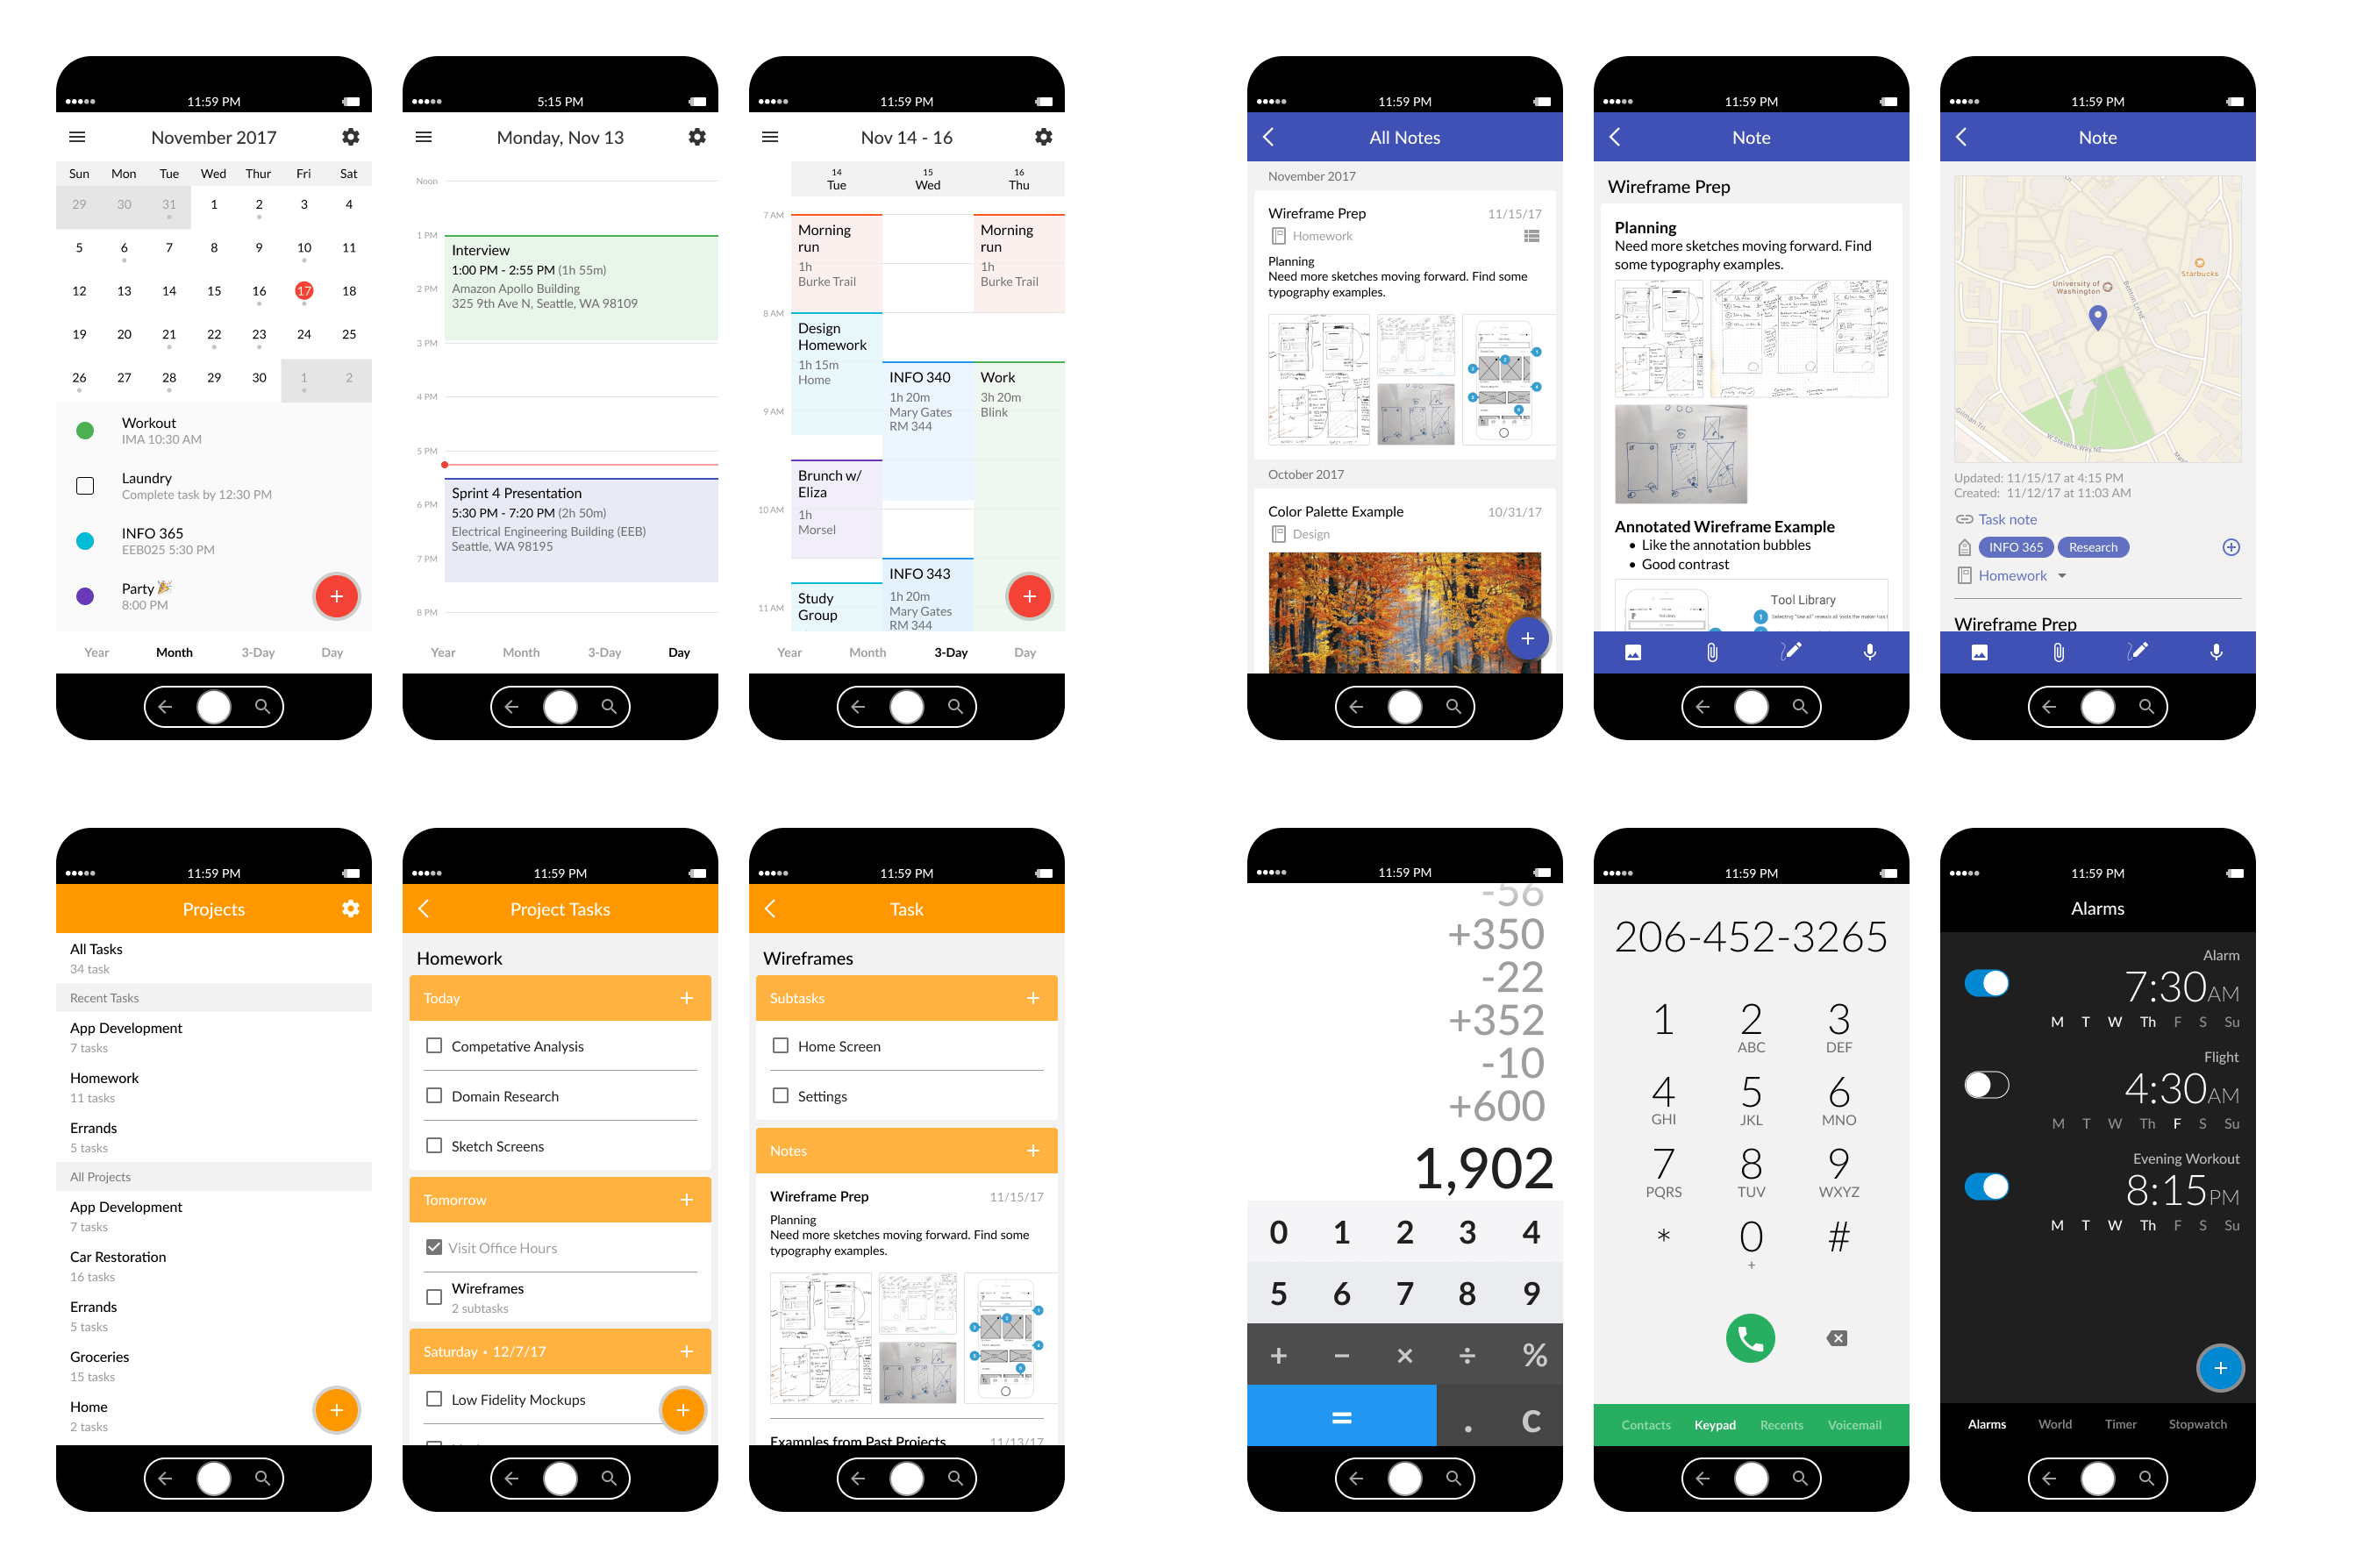 11:59 PM
November 2017
Sun Mon Tue Wed Thur Fri Sat
29 30 31 1 2 3 4
5 6 7 8 9 10 11
12 13 14 15 16 17 18
19 20 21 22 23 24 25
26 27 28 29 30 1 2
Workout
IMA 10:30 AM
Laundry
Complete task by 12:30 PM
INFO 365
EEB025 5:30 PM
Party 🎉
8:00 PM
Year Month 3-Day Day
5:15 PM
Monday, Nov 13
Noon
1 PM
Interview
1:00 PM - 2:55 PM (1h 55m)
Amazon Apollo Building
2 PM
325 9th Ave N, Seattle, WA 98109
3 PM
4 PM
5 PM
Sprint 4 Presentation
6 PM
5:30 PM - 7:20 PM (2h 50m)
Electrical Engineering Building (EEB)
Seattle, WA 98195
7 PM
8 PM
Year Month 3-Day Day
11:59 PM
Nov 14 - 16
14 15 16
Tue Wed Thu
7 AM
Morning
run
1h
Burke Trail
Morning
run
1h
Burke Trail
8 AM
Design
Homework
1h 15m
Home
INFO 340
1h 20m
Mary Gates
RM 344
Work
3h 20m
Blink
9 AM
Brunch w/
Eliza
1h
Morsel
10 AM
INFO 343
1h 20m
Mary Gates
RM 344
Study
Group
11 AM
Year Month 3-Day Day
11:59 PM
All Notes
November 2017
Wireframe Prep 11/15/17
Homework
Planning
Need more sketches moving forward. Find some
typography examples.
October 2017
Color Palette Example 10/31/17
Design
11:59 PM
Note
Wireframe Prep
Planning
Need more sketches moving forward. Find
some typography examples.
Annotated Wireframe Example
• Like the annotation bubbles
• Good contrast
Tool Library
11:59 PM
Note
Starbucks
University of
Washington
Benton Ln NE
W Stevens Way NE
Updated: 11/15/17 at 4:15 PM
Created: 11/12/17 at 11:03 AM
Task note
INFO 365 Research
Homework
Wireframe Prep
11:59 PM
Projects
All Tasks
34 task
Recent Tasks
App Development
7 tasks
Homework
11 tasks
Errands
5 tasks
All Projects
App Development
7 tasks
Car Restoration
16 tasks
Errands
5 tasks
Groceries
15 tasks
Home
2 tasks
11:59 PM
Project Tasks
Homework
Today +
Competative Analysis
Domain Research
Sketch Screens
Tomorrow +
Visit Office Hours
Wireframes
2 subtasks
Saturday • 12/7/17 +
Low Fidelity Mockups
11:59 PM
Task
Wireframes
Subtasks +
Home Screen
Settings
Notes +
Wireframe Prep 11/15/17
Planning
Need more sketches moving forward. Find some
typography examples.
Examples from Past Projects 11/13/17
11:59 PM
-56
+350
-22
+352
-10
+600
1,902
0 1 2 3 4
5 6 7 8 9
+ − × ÷ %
= . C
11:59 PM
206-452-3265
1 2 3
ABC DEF
4 5 6
GHI JKL MNO
7 8 9
PQRS TUV WXYZ
* 0 #
+
Contacts Keypad Recents Voicemail
11:59 PM
Alarms
Alarm
7:30AM
M T W Th F S Su
Flight
4:30AM
M T W Th F S Su
Evening Workout
8:15PM
M T W Th F S Su
Alarms World Timer Stopwatch